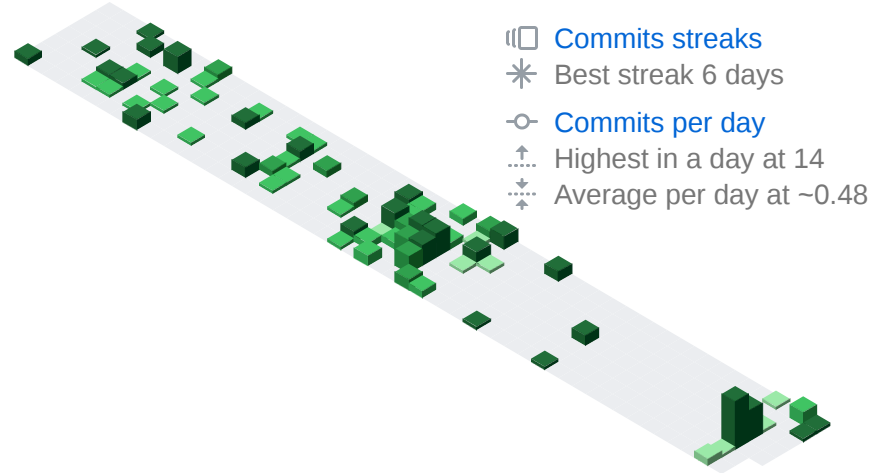 Commits streaks
Best streak 6 days
Commits per day
Highest in a day at 14
Average per day at ~0.48